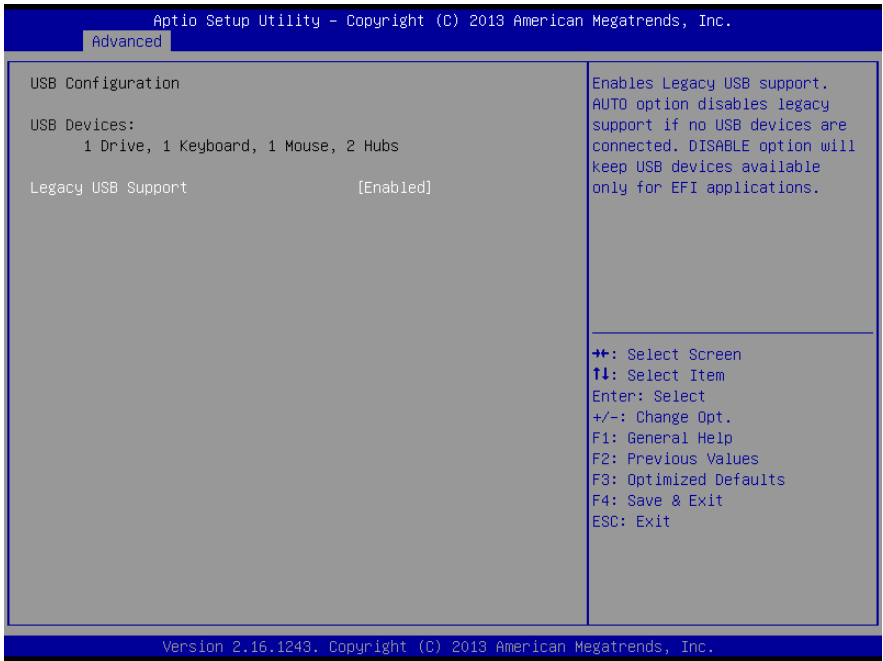 Aptio Setup Utility – Copyright (C) 2013 American Megatrends, Inc.
Advanced
USB Configuration
USB Devices:
1 Drive, 1 Keyboard, 1 Mouse, 2 Hubs
Legacy USB Support [Enabled]
Enables Legacy USB support.
AUTO option disables legacy
support if no USB devices are
connected. DISABLE option will
keep USB devices available
only for EFI applications.
→←: Select Screen
↑↓: Select Item
Enter: Select
+/-: Change Opt.
F1: General Help
F2: Previous Values
F3: Optimized Defaults
F4: Save & Exit
ESC: Exit
Version 2.16.1243. Copyright (C) 2013 American Megatrends, Inc.